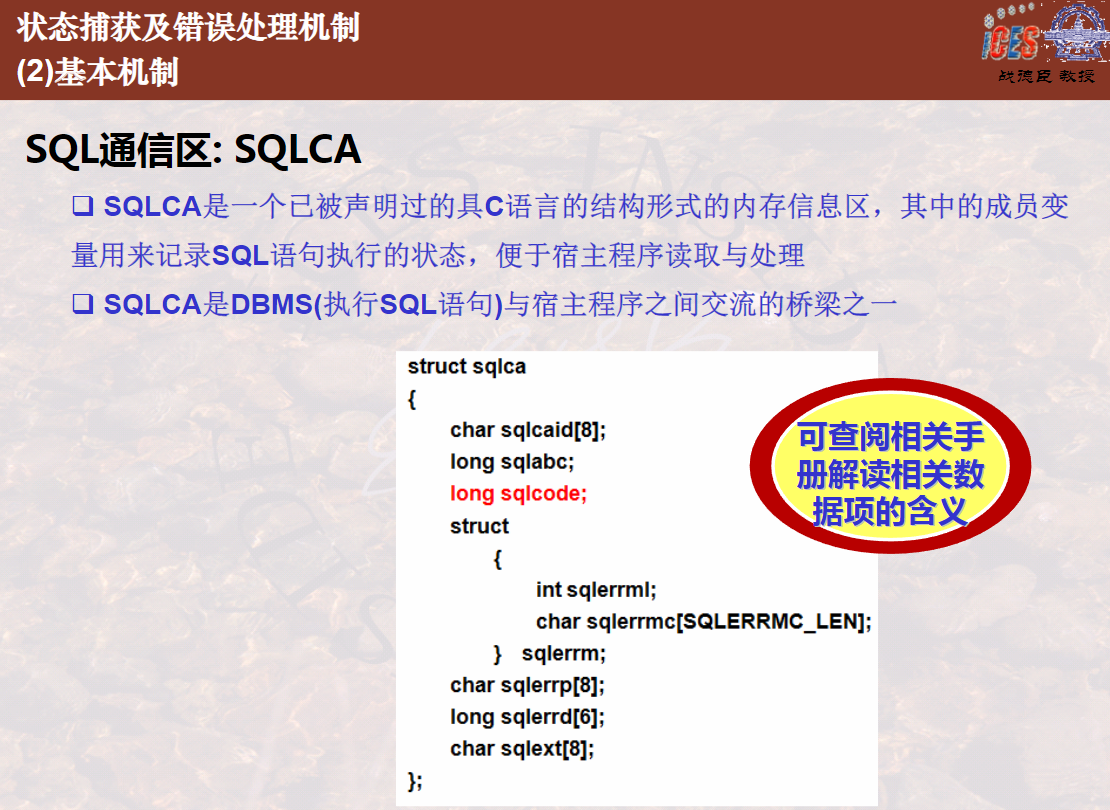 状态捕获及错误处理机制
(2)基本机制
iCES
战德臣 教授
SQL通信区: SQLCA
❑ SQLCA是一个已被声明过的具C语言的结构形式的内存信息区，其中的成员变
量用来记录SQL语句执行的状态，便于宿主程序读取与处理
❑ SQLCA是DBMS(执行SQL语句)与宿主程序之间交流的桥梁之一
struct sqlca
{
char sqlcaid[8];
long sqlabc;
long sqlcode;
struct
{
int sqlerrml;
char sqlerrmc[SQLERRMC_LEN];
} sqlerrm;
char sqlerrp[8];
long sqlerrd[6];
char sqlext[8];
};
可查阅相关手
册解读相关数
据项的含义